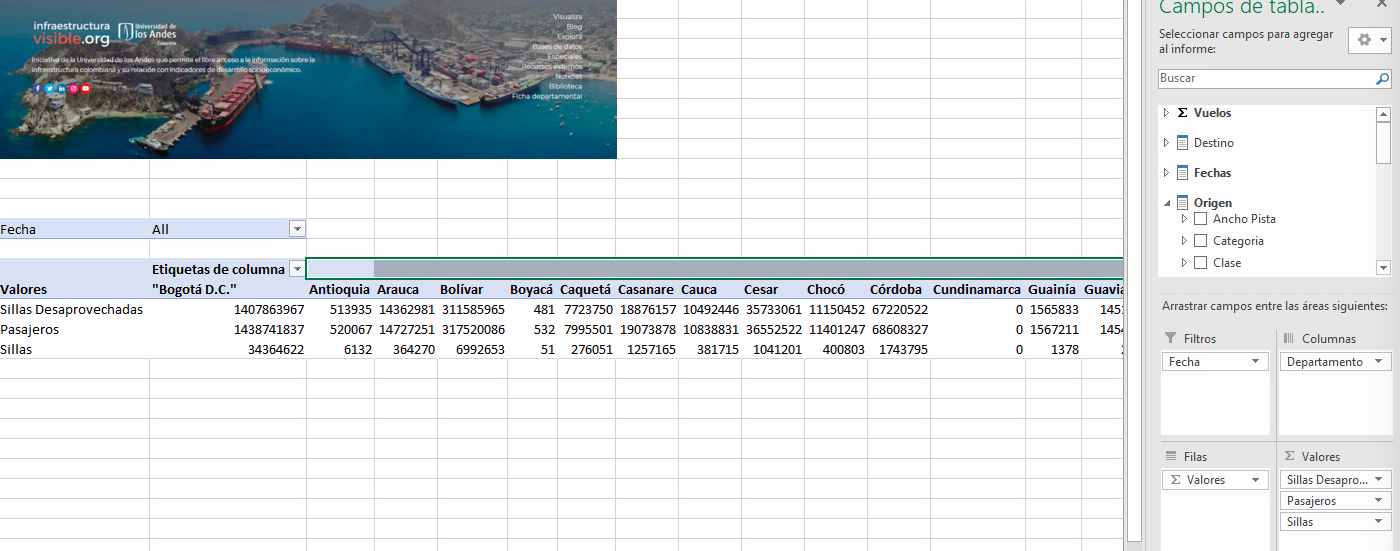 infraestructura
visible.org
Universidad de
los Andes
Colombia
Iniciativa de la Universidad de los Andes que permite el libre acceso a la información sobre la
infraestructura colombiana y su relación con indicadores de desarrollo socioeconómico.
Visualiza
Blog
Explora
Bases de datos
Especiales
Recursos externos
Noticias
Biblioteca
Ficha departamental
Fecha All
Etiquetas de columna
Valores "Bogotá D.C." Antioquia Arauca Bolívar Boyacá Caquetá Casanare Cauca Cesar Chocó Córdoba Cundinamarca Guainía Guavia
Sillas Desaprovechadas 1407863967 513935 14362981 311585965 481 7723750 18876157 10492446 35733061 11150452 67220522 0 1565833 1451
Pasajeros 1438741837 520067 14727251 317520086 532 7995501 19073878 10838831 36552522 11401247 68608327 0 1567211 1454
Sillas 34364622 6132 364270 6992653 51 276051 1257165 381715 1041201 400803 1743795 0 1378
Campos de tabla..
Seleccionar campos para agregar
al informe:
Buscar
Σ Vuelos
Destino
Fechas
Origen
Ancho Pista
Categoria
Clase
Arrastrar campos entre las áreas siguientes:
Filtros
Fecha
Columnas
Departamento
Filas
Σ Valores
Σ Valores
Sillas Desapro...
Pasajeros
Sillas